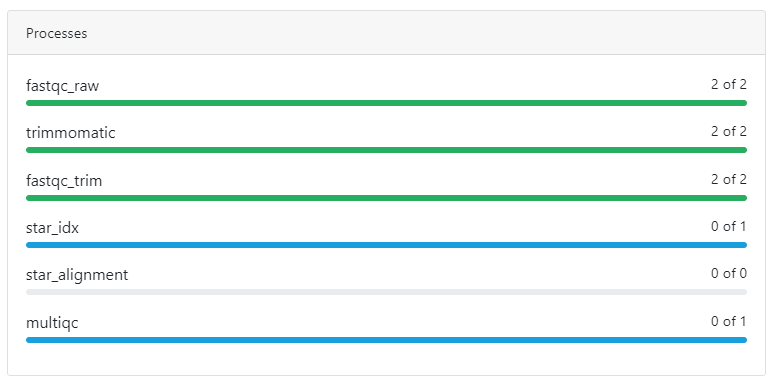 Processes
fastqc_raw 2 of 2
trimmomatic 2 of 2
fastqc_trim 2 of 2
star_idx 0 of 1
star_alignment 0 of 0
multiqc 0 of 1